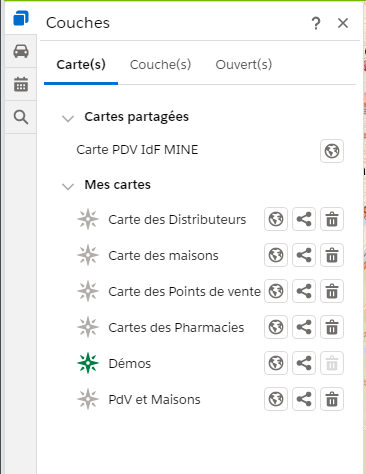 Couches ? ×
Carte(s) Couche(s) Ouvert(s)
Cartes partagées
Carte PDV IdF MINE
Mes cartes
Carte des Distributeurs
Carte des maisons
Carte des Points de vente
Cartes des Pharmacies
Démos
PdV et Maisons